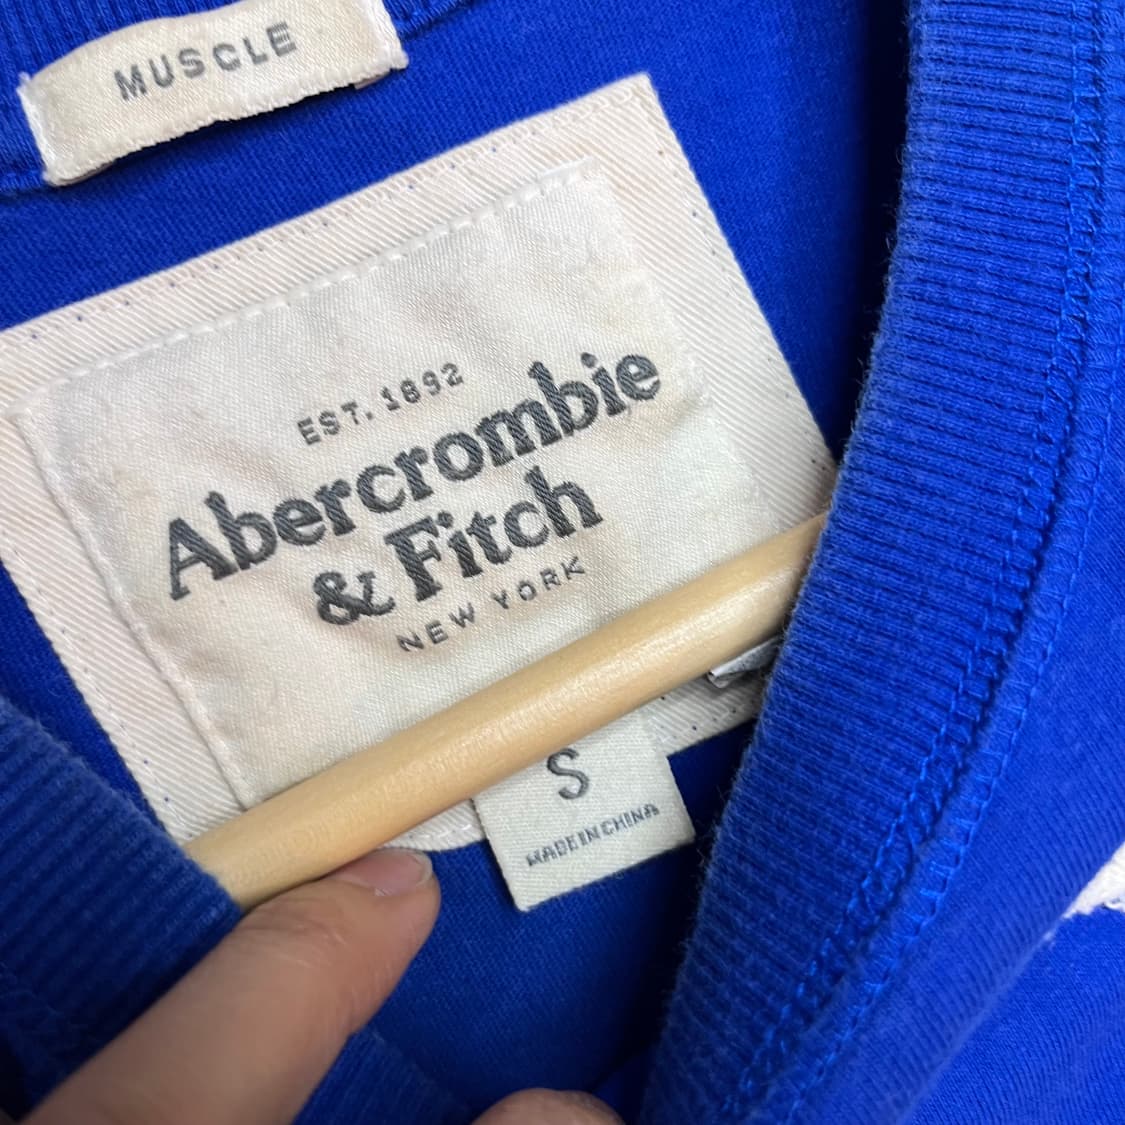 MUSCLE
EST. 1892
Abercrombie
& Fitch
NEW YORK
S
MADE IN CHINA